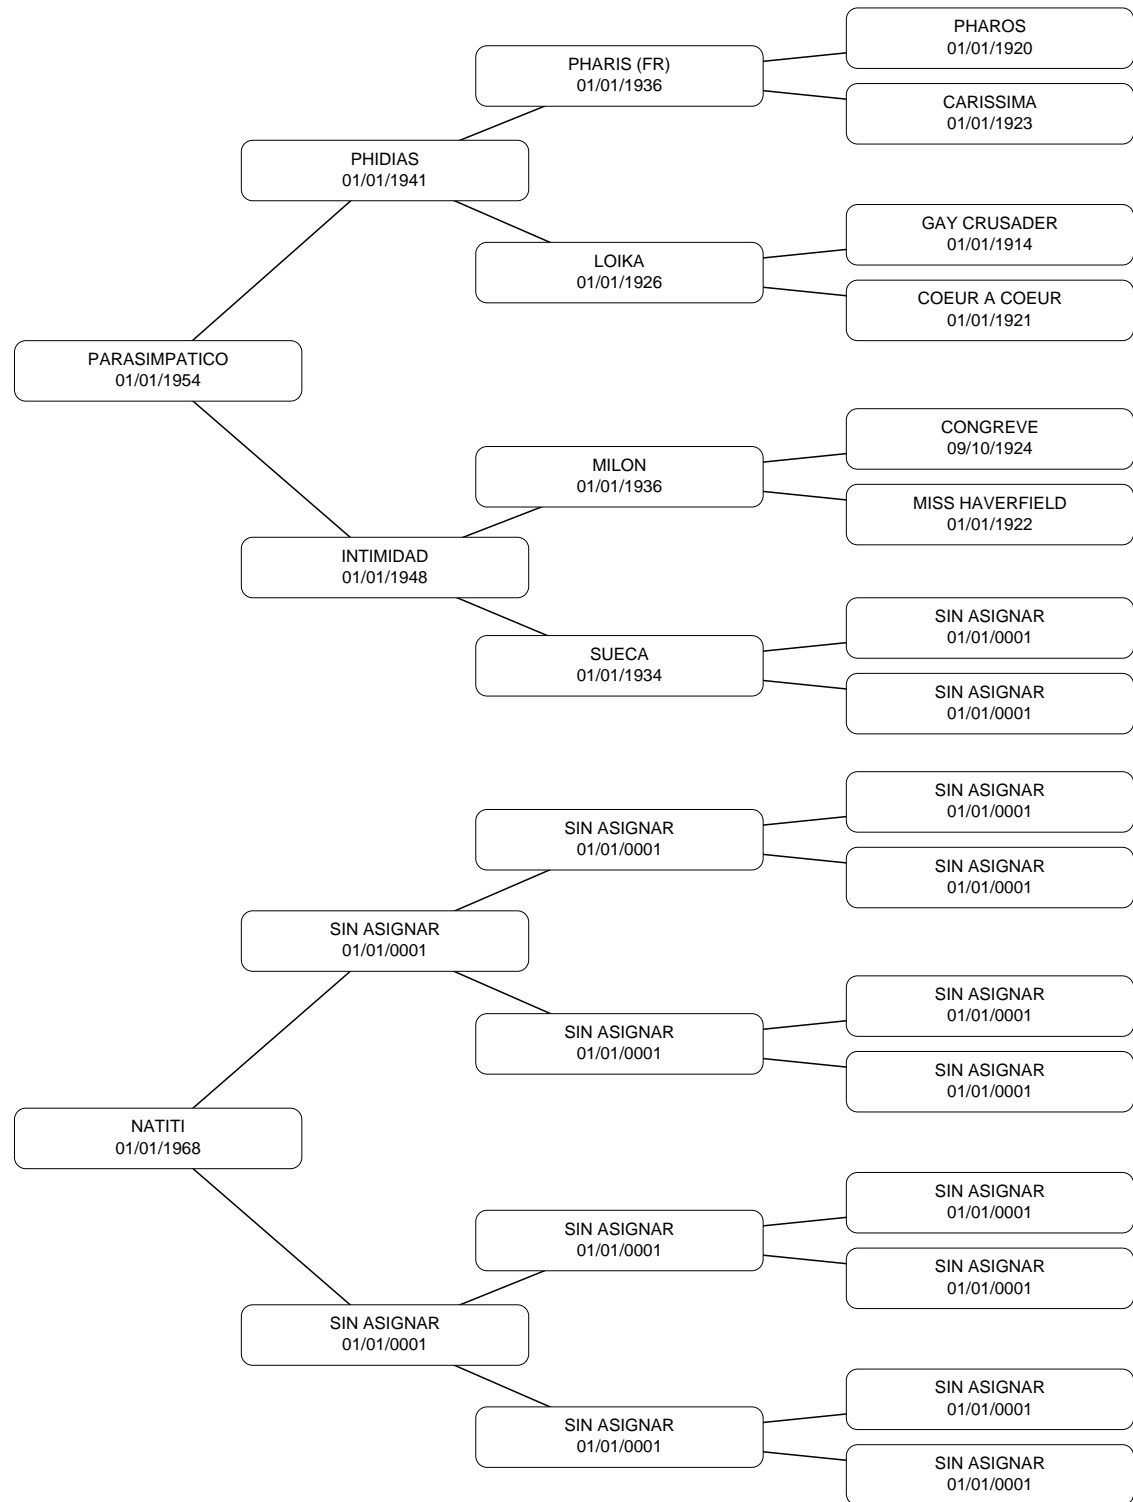 PHAROS
01/01/1920
PHARIS (FR)
01/01/1936
CARISSIMA
01/01/1923
PHIDIAS
01/01/1941
GAY CRUSADER
01/01/1914
LOIKA
01/01/1926
COEUR A COEUR
01/01/1921
PARASIMPATICO
01/01/1954
CONGREVE
09/10/1924
MILON
01/01/1936
MISS HAVERFIELD
01/01/1922
INTIMIDAD
01/01/1948
SIN ASIGNAR
01/01/0001
SUECA
01/01/1934
SIN ASIGNAR
01/01/0001
SIN ASIGNAR
01/01/0001
SIN ASIGNAR
01/01/0001
SIN ASIGNAR
01/01/0001
SIN ASIGNAR
01/01/0001
SIN ASIGNAR
01/01/0001
SIN ASIGNAR
01/01/0001
SIN ASIGNAR
01/01/0001
NATITI
01/01/1968
SIN ASIGNAR
01/01/0001
SIN ASIGNAR
01/01/0001
SIN ASIGNAR
01/01/0001
SIN ASIGNAR
01/01/0001
SIN ASIGNAR
01/01/0001
SIN ASIGNAR
01/01/0001
SIN ASIGNAR
01/01/0001